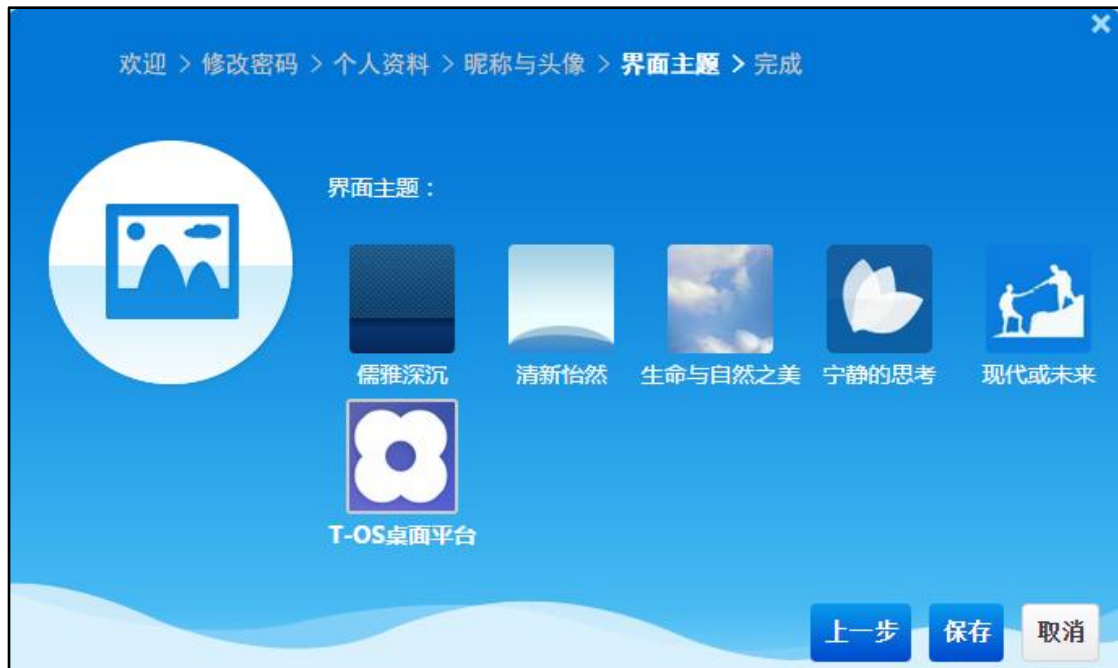 欢迎 > 修改密码 > 个人资料 > 昵称与头像 > 界面主题 > 完成
界面主题：
儒雅深沉 清新怡然 生命与自然之美 宁静的思考 现代或未来
T-OS桌面平台
上一步 保存 取消